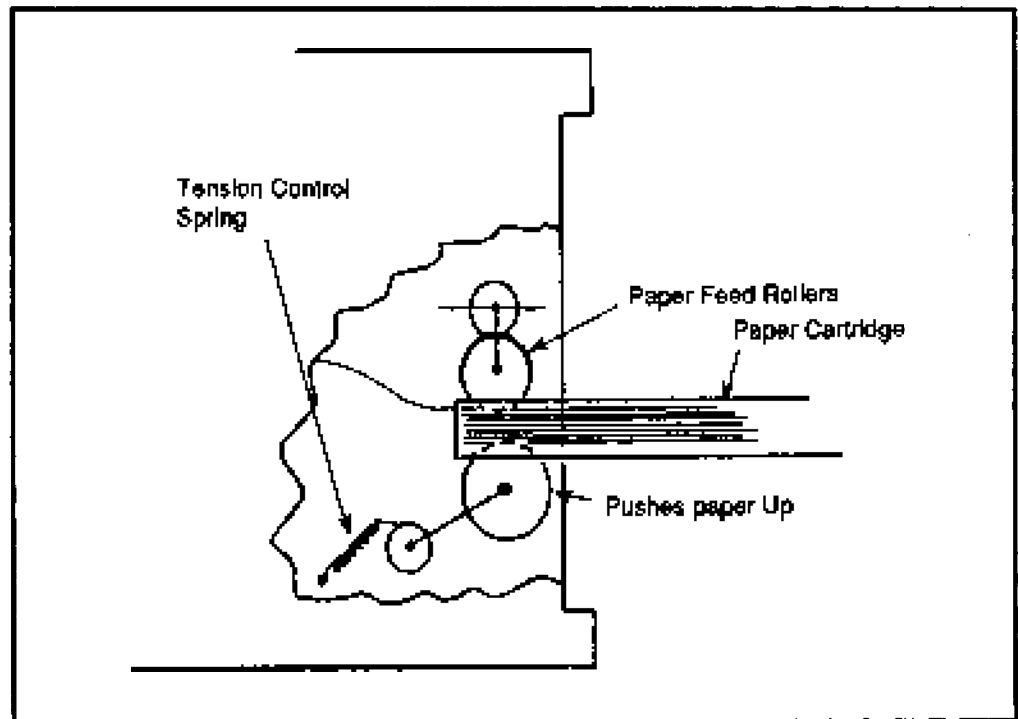 Tension Control
Spring
Paper Feed Rollers
Paper Cartridge
Pushes paper Up